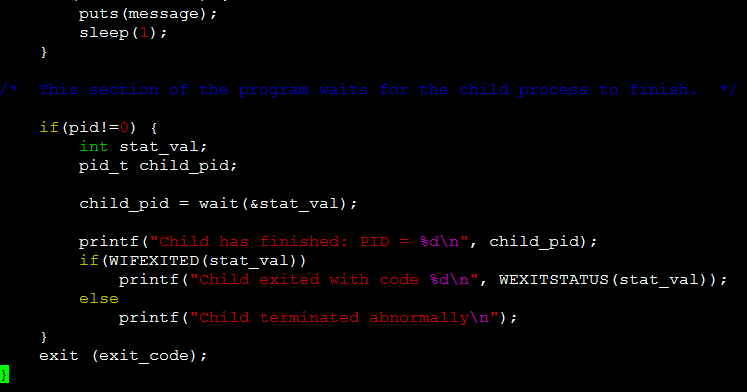 puts(message);
sleep(1);
}
/*  This section of the program waits for the child process to finish.  */
if(pid!=0) {
int stat_val;
pid_t child_pid;
child_pid = wait(&stat_val);
printf("Child has finished: PID = %d\n", child_pid);
if(WIFEXITED(stat_val))
printf("Child exited with code %d\n", WEXITSTATUS(stat_val));
else
printf("Child terminated abnormally\n");
}
exit (exit_code);
}